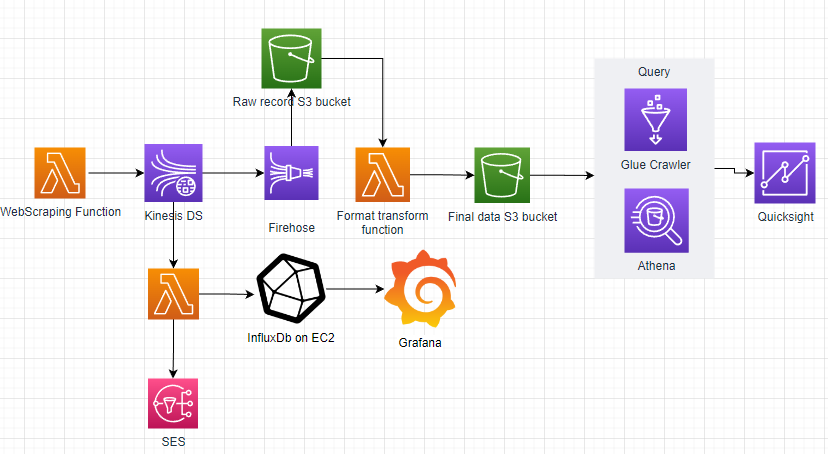 Query
Raw record S3 bucket
Glue Crawler
WebScraping Function
Kinesis DS
Firehose
Format transform
function
Final data S3 bucket
Quicksight
Athena
InfluxDb on EC2
Grafana
SES